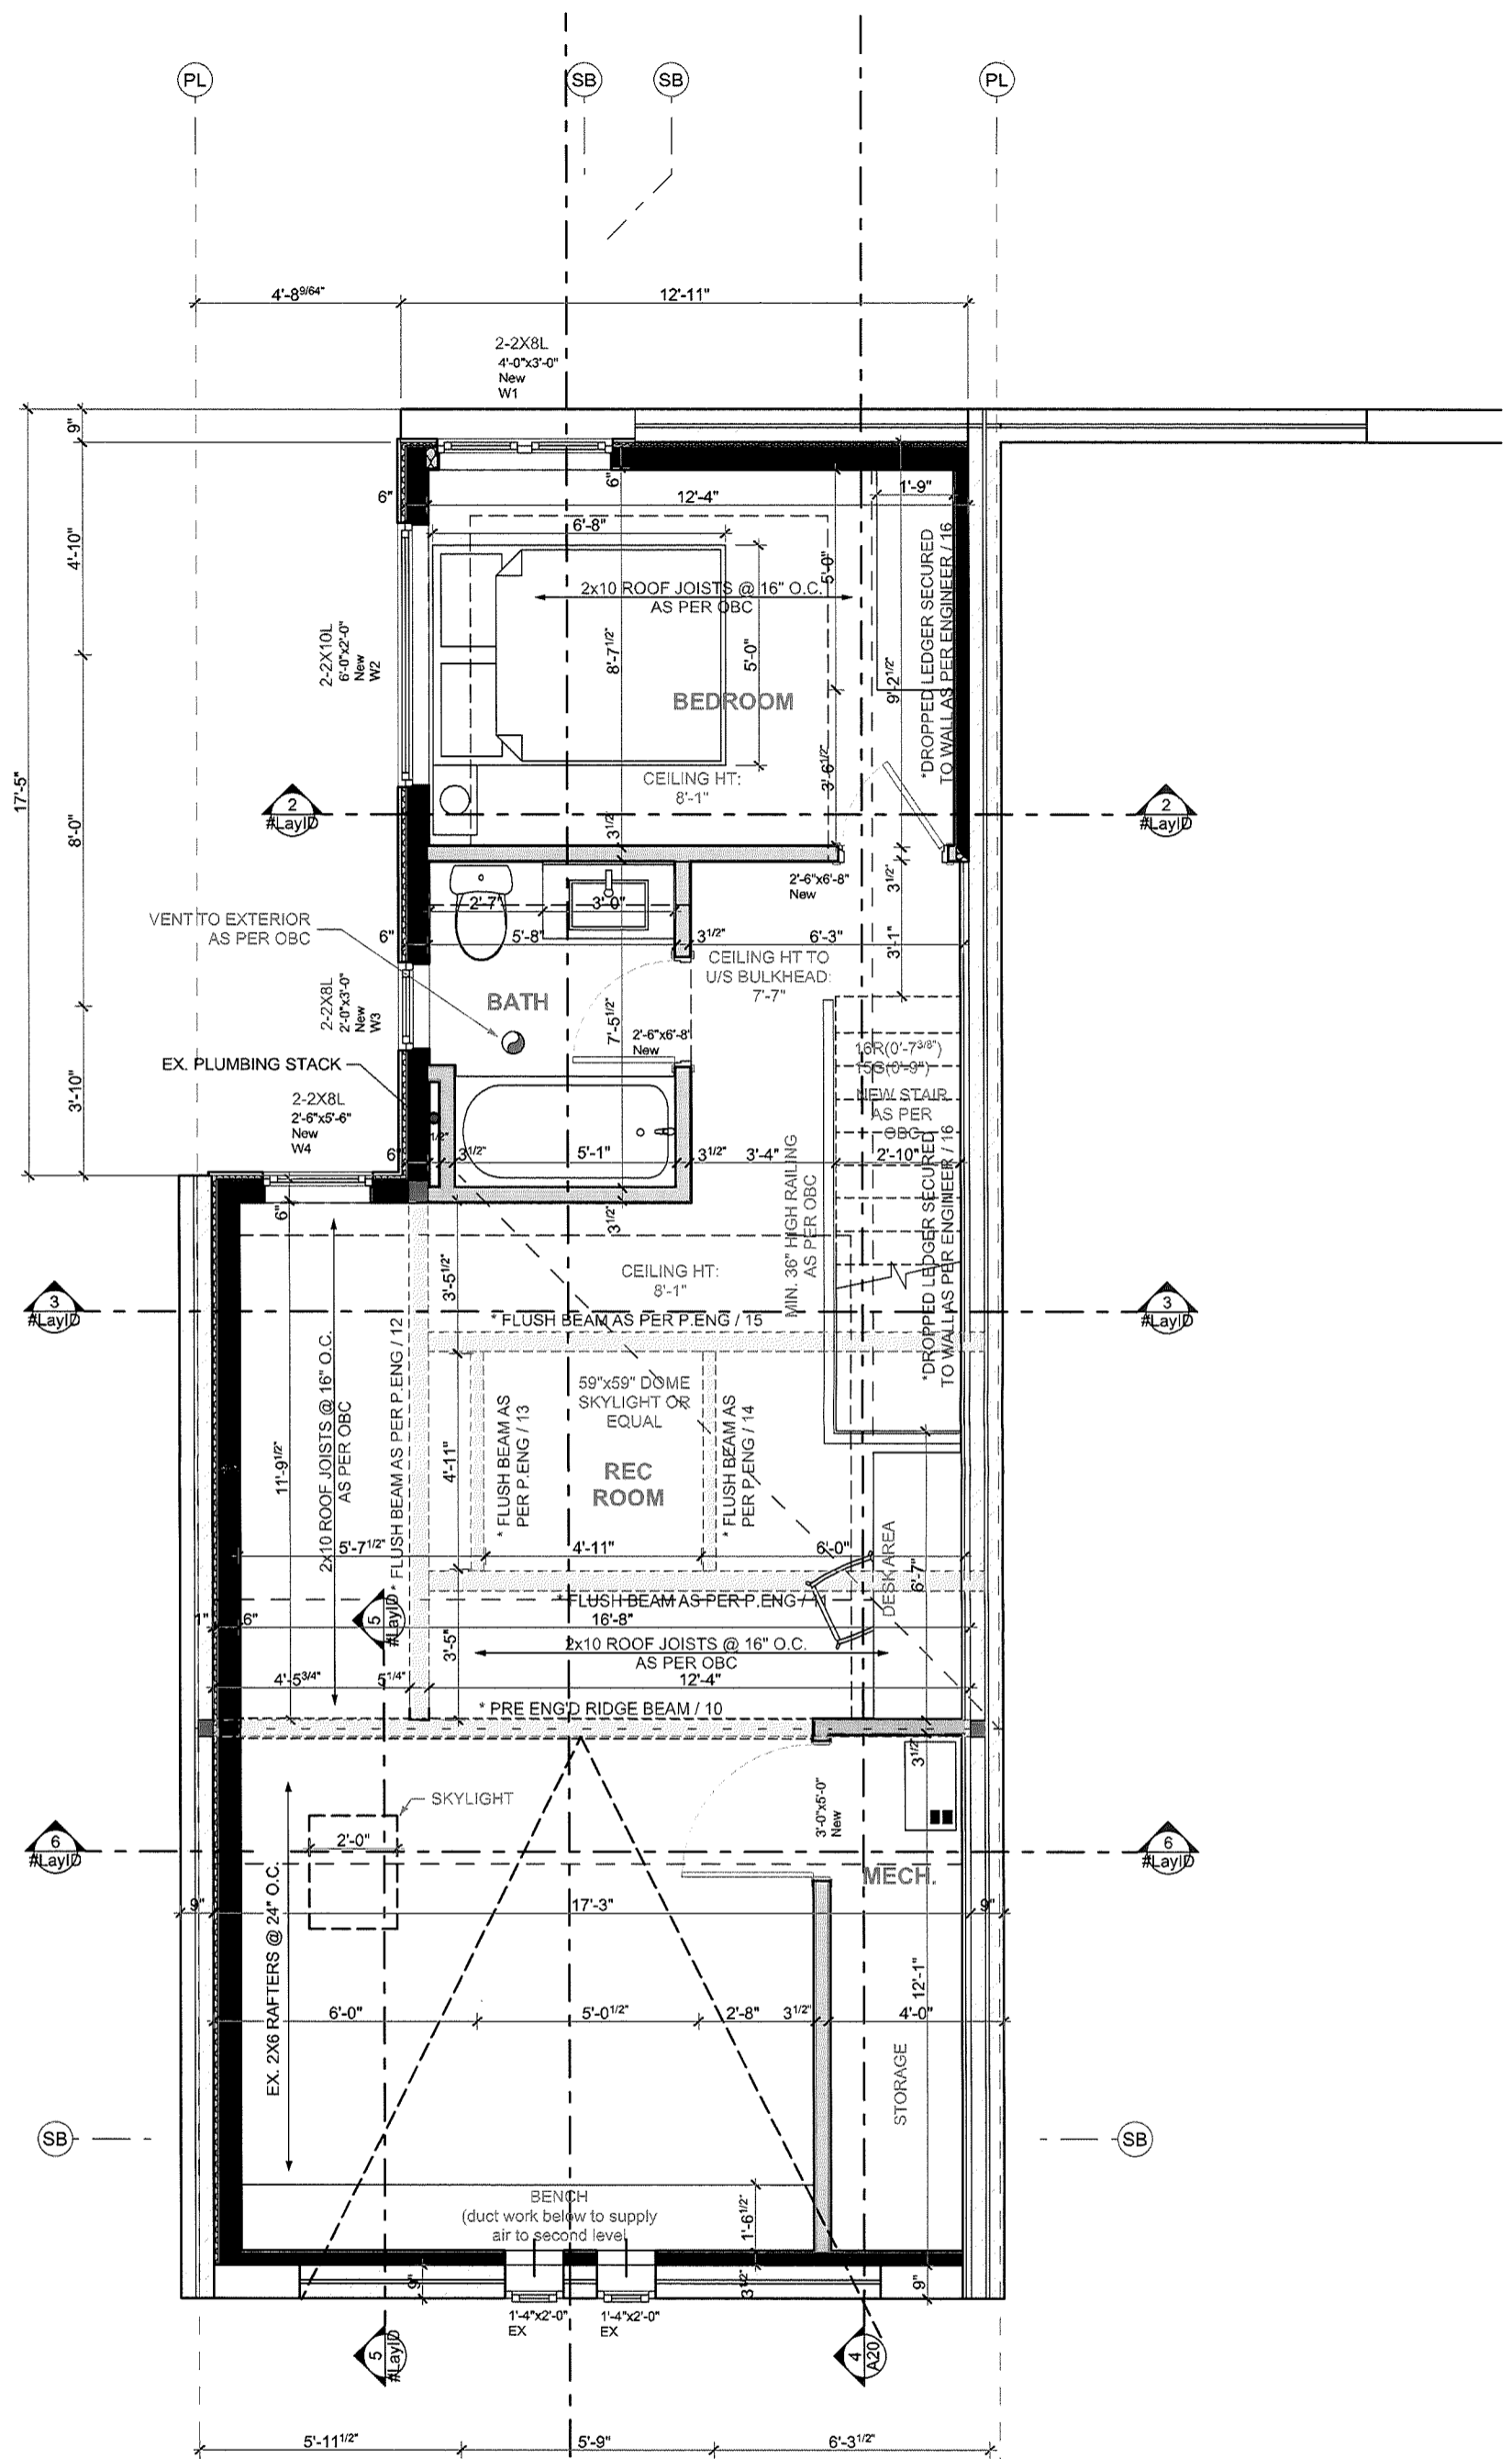 PL
SB
SB
PL
4'-8 9/64"
12'-11"
2-2X8L
4'-0"x3'-0"
New
W1
17'-5"
9"
4'-10"
8'-0"
3'-10"
6"
6"
12'-4"
1'-9"
6'-8"
2x10 ROOF JOISTS @ 16" O.C.
AS PER OBC
5'-0"
8'-7 1/2"
5'-0"
9'-2 1/2"
*DROPPED LEDGER SECURED
TO WALL AS PER ENGINEER / 16
2-2X10L
6'-0"x2'-0"
New
W2
BEDROOM
CEILING HT:
8'-1"
3'-6 1/2"
3 1/2"
2
#LayID
2
#LayID
2'-6"x6'-8"
New
3 1/2"
2'-7"
3'-0"
VENT TO EXTERIOR
AS PER OBC
6"
5'-8"
3 1/2"
6'-3"
3'-1"
CEILING HT TO
U/S BULKHEAD:
7'-7"
BATH
2-2X8L
2'-0"x3'-0"
New
W3
7'-5 1/2"
2'-6"x6'-8"
New
16R(0'-7 3/8")
15G(0'-9")
NEW STAIR
AS PER
OBC
EX. PLUMBING STACK
2-2X8L
2'-6"x5'-6"
New
W4
6"
3 1/2"
5'-1"
3 1/2"
3'-4"
2'-10"
MIN. 36" HIGH RAILING
AS PER OBC
*DROPPED LEDGER SECURED
TO WALL AS PER ENGINEER / 16
6"
3 1/2"
3'-5 1/2"
CEILING HT:
8'-1"
3
#LayID
3
#LayID
* FLUSH BEAM AS PER P.ENG / 15
11'-9 1/2"
2x10 ROOF JOISTS @ 16" O.C.
AS PER OBC
* FLUSH BEAM AS PER P.ENG / 12
4'-11"
* FLUSH BEAM AS
PER P.ENG / 13
59"x59" DOME
SKYLIGHT OR
EQUAL
* FLUSH BEAM AS
PER P.ENG / 14
REC
ROOM
5'-7 1/2"
4'-11"
6'-0"
DESK AREA
6'-7"
* FLUSH BEAM AS PER P.ENG / 11
1"
6"
5
#LayID
16'-8"
3'-5"
2x10 ROOF JOISTS @ 16" O.C.
AS PER OBC
4'-5 3/4"
5 1/4"
12'-4"
* PRE ENG'D RIDGE BEAM / 10
3 1/2"
SKYLIGHT
2'-0"
3'-0"x5'-0"
New
6
#LayID
6
#LayID
MECH.
EX. 2X6 RAFTERS @ 24" O.C.
9"
17'-3"
9"
12'-1"
6'-0"
5'-0 1/2"
2'-8"
3 1/2"
4'-0"
STORAGE
SB
SB
BENCH
(duct work below to supply
air to second level
1'-6 1/2"
9"
3 1/2"
9"
1'-4"x2'-0"
EX
1'-4"x2'-0"
EX
5
#LayID
4
A20
5'-11 1/2"
5'-9"
6'-3 1/2"